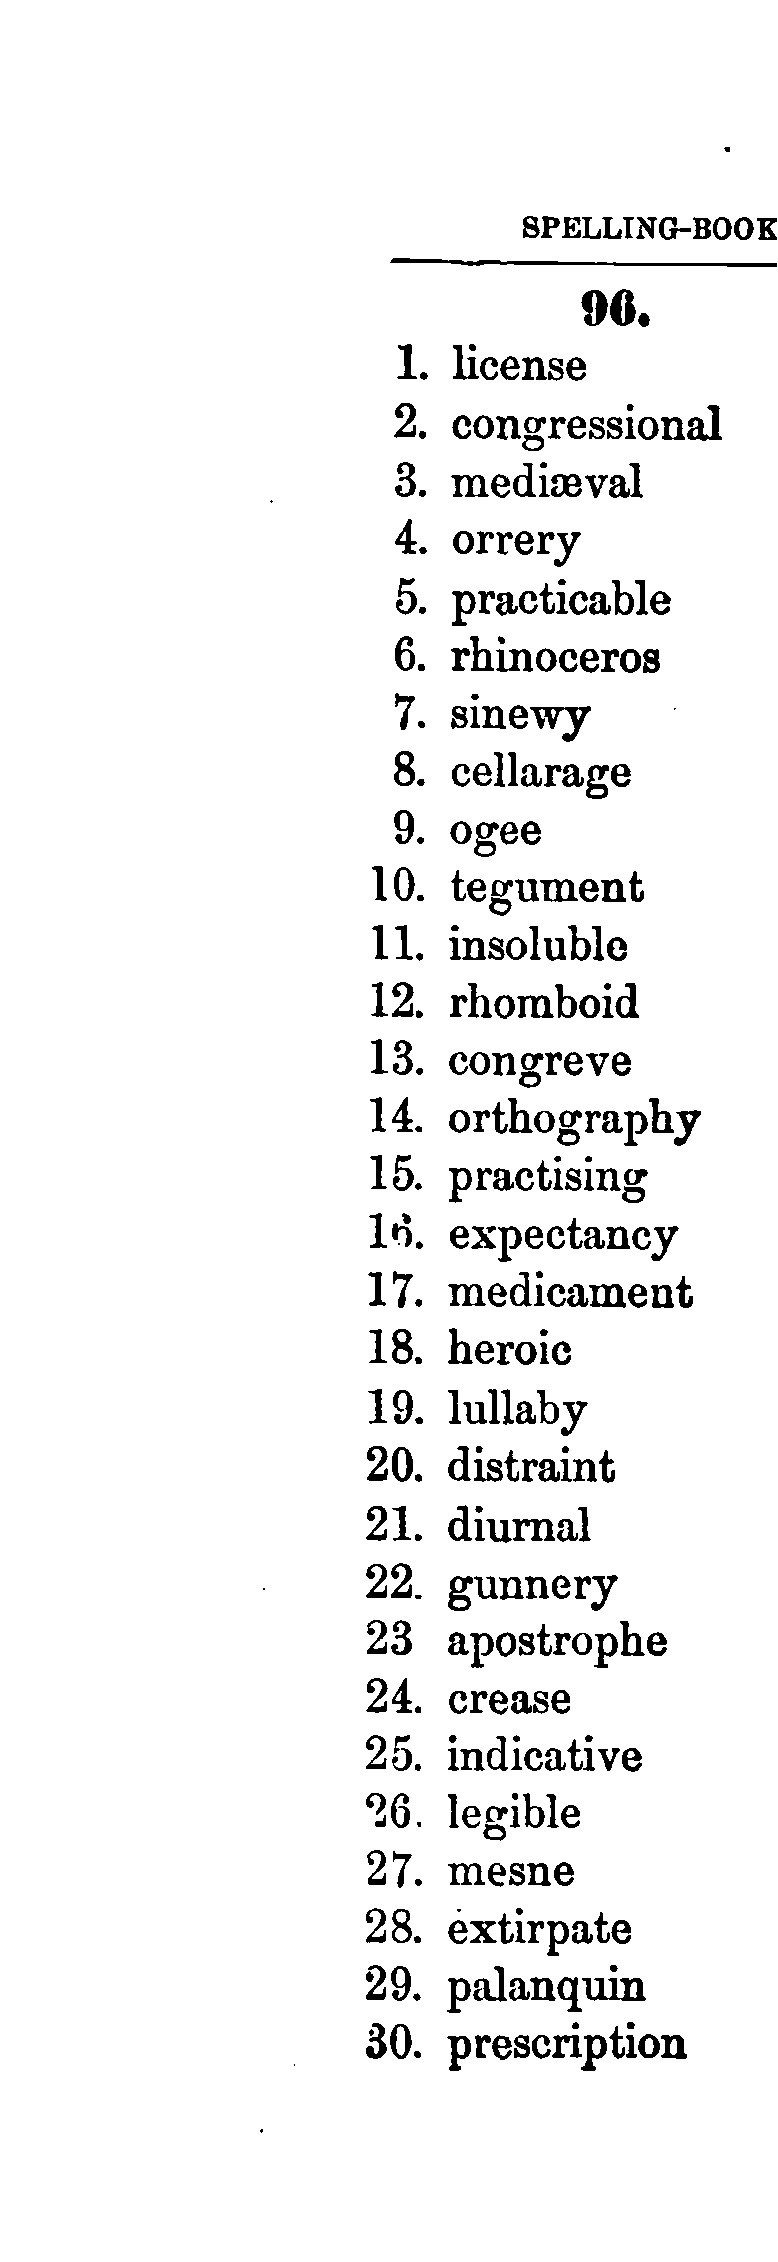 SPELLING-BOOK
96.
1. license
2. congressional
3. mediæval
4. orrery
5. practicable
6. rhinoceros
7. sinewy
8. cellarage
9. ogee
10. tegument
11. insoluble
12. rhomboid
13. congreve
14. orthography
15. practising
16. expectancy
17. medicament
18. heroic
19. lullaby
20. distraint
21. diurnal
22. gunnery
23 apostrophe
24. crease
25. indicative
26. legible
27. mesne
28. extirpate
29. palanquin
30. prescription